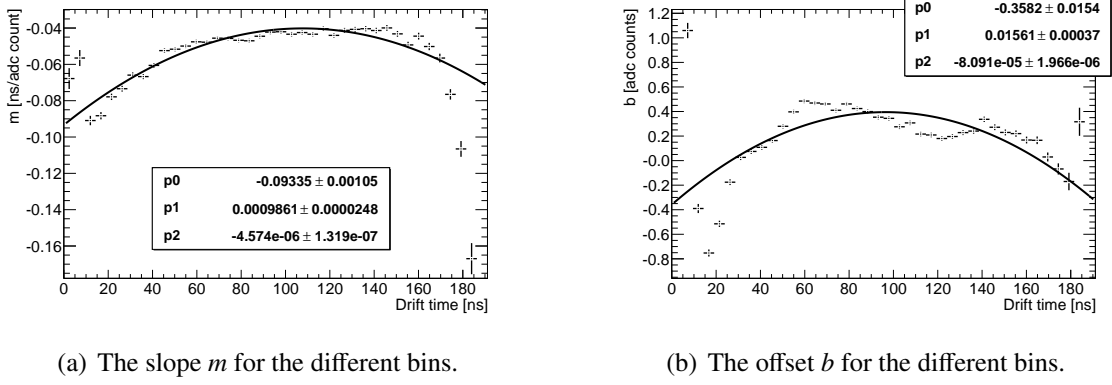 m [ns/adc count]
-0.04
-0.06
-0.08
-0.10
-0.12
-0.14
-0.16
p0 -0.09335 ± 0.00105
p1 0.0009861 ± 0.0000248
p2 -4.574e-06 ± 1.319e-07
0 20 40 60 80 100 120 140 160 180
Drift time [ns]
(a) The slope m for the different bins.
b [adc counts]
1.2
1.0
0.8
0.6
0.4
0.2
-0.0
-0.2
-0.4
-0.6
-0.8
p0 -0.3582 ± 0.0154
p1 0.01561 ± 0.00037
p2 -8.091e-05 ± 1.966e-06
0 20 40 60 80 100 120 140 160 180
Drift time [ns]
(b) The offset b for the different bins.